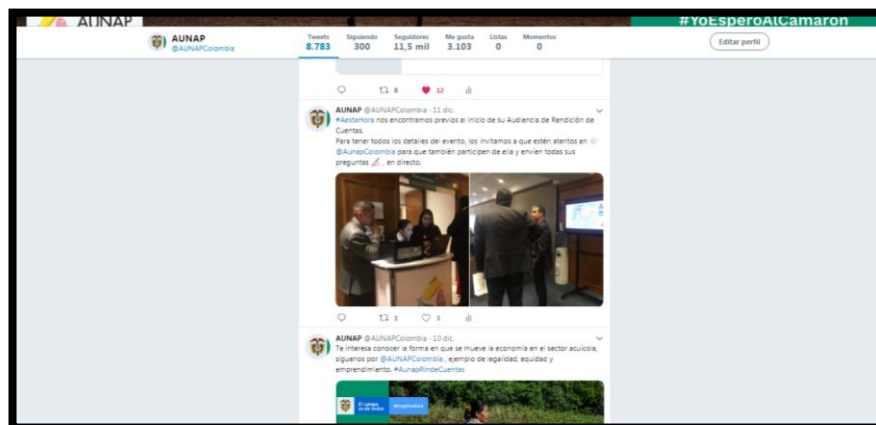 AUNAP
#YoEsperoAlCamaron
AUNAP
@AUNAPColombia
Tweets
8.783
Siguiendo
300
Seguidores
11,5 mil
Me gusta
3.103
Listas
0
Momentos
0
Editar perfil
8
12
AUNAP @AUNAPColombia - 11 dic.
#AestaHora nos encontramos previos al inicio de su Audiencia de Rendición de
Cuentas.
Para tener todos los detalles del evento, los invitamos a que estén atentos en
@AunapColombia para que también participen de ella y envíen todas sus
preguntas , en directo.
1
3
AUNAP @AUNAPColombia - 10 dic.
Te interesa conocer la forma en que se mueve la economía en el sector acuícola,
síguenos por @AUNAPColombia , ejemplo de legalidad, equidad y
emprendimiento. #AunapRindeCuentas
El campo